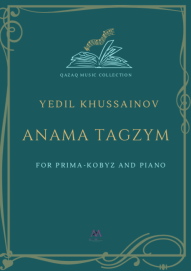 QAZAQ MUSIC COLLECTION
YEDIL KHUSSAINOV
ANAMA TAGZYM
FOR PRIMA-KOBYZ AND PIANO